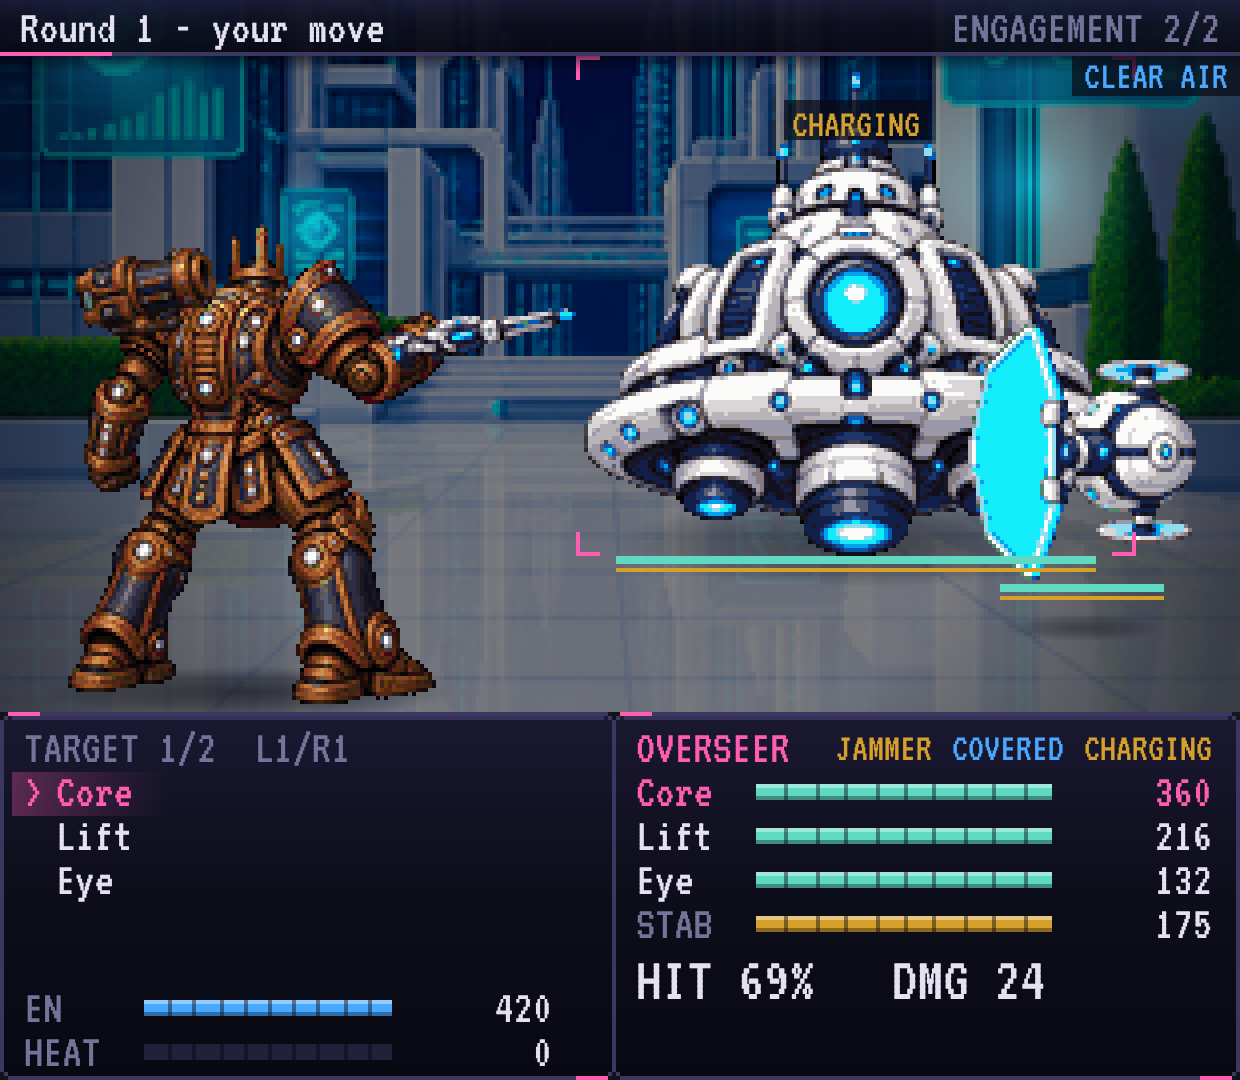 Round 1 - your move
ENGAGEMENT 2/2
CLEAR AIR
CHARGING
TARGET 1/2 L1/R1
> Core
Lift
Eye
EN 420
HEAT 0
OVERSEER JAMMER COVERED CHARGING
Core 360
Lift 216
Eye 132
STAB 175
HIT 69% DMG 24